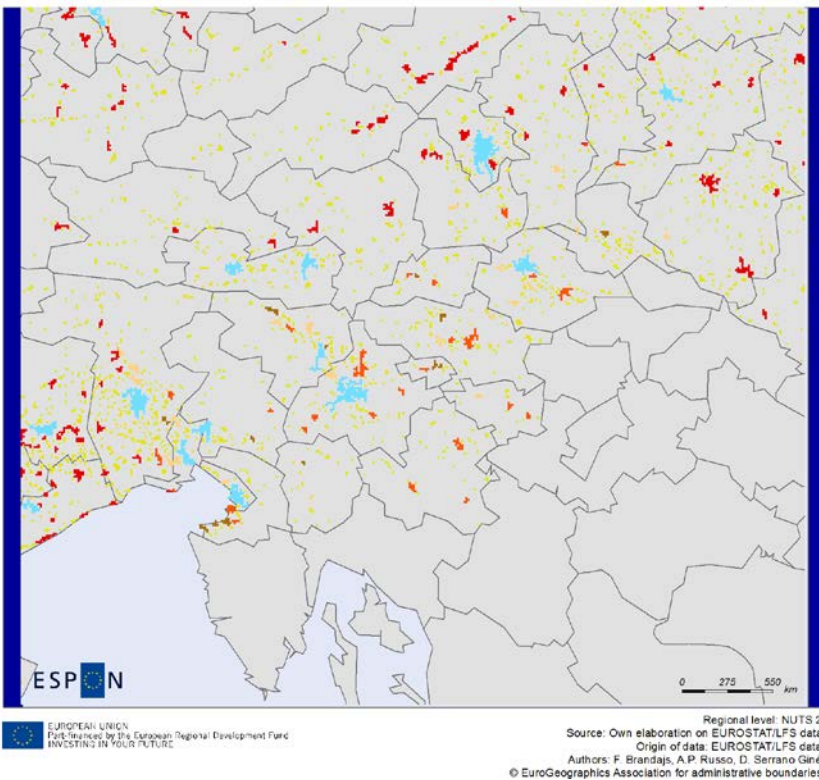 ESPON
0 275 550
km
EUROPEAN UNION
Part-financed by the European Regional Development Fund
INVESTING IN YOUR FUTURE
Regional level: NUTS 2
Source: Own elaboration on EUROSTAT/LFS data
Origin of data: EUROSTAT/LFS data
Authors: F. Brandajs, A.P. Russo, D. Serrano Giné
© EuroGeographics Association for administrative boundaries